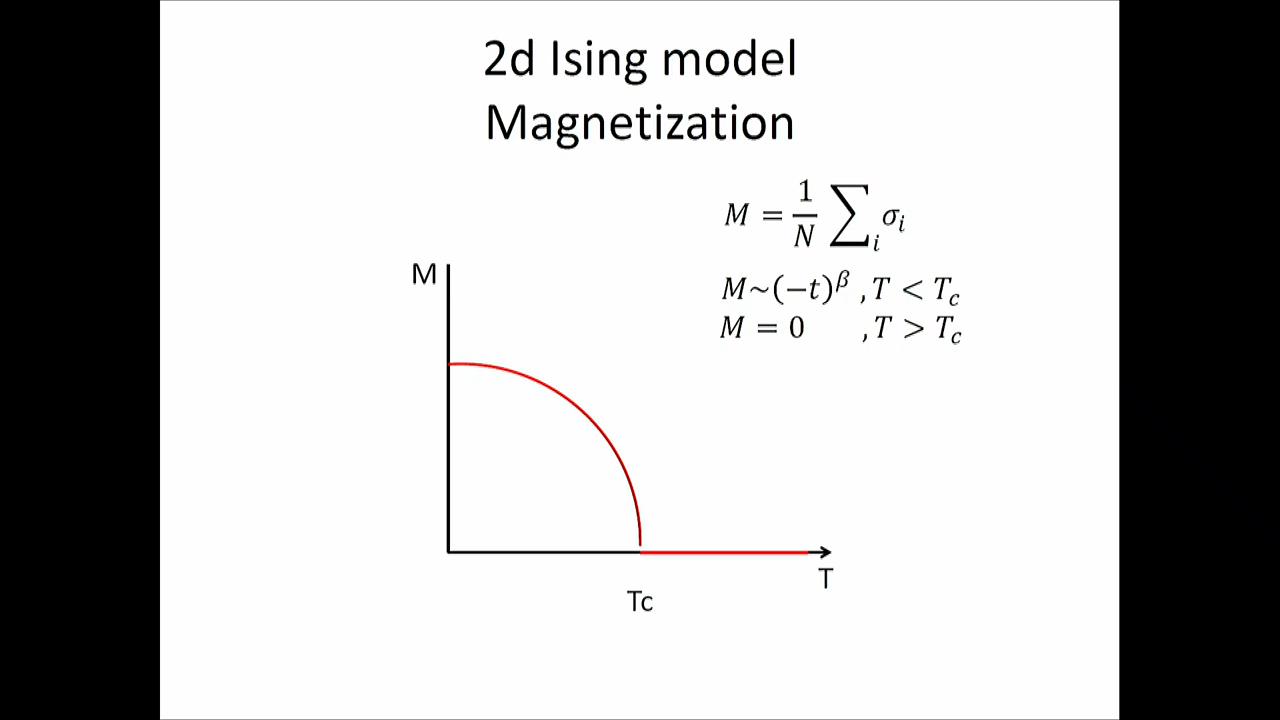 2d Ising model
Magnetization
M = 1/N ∑_i σ_i
M~(−t)^β , T < T_c
M = 0 , T > T_c
M
T
Tc